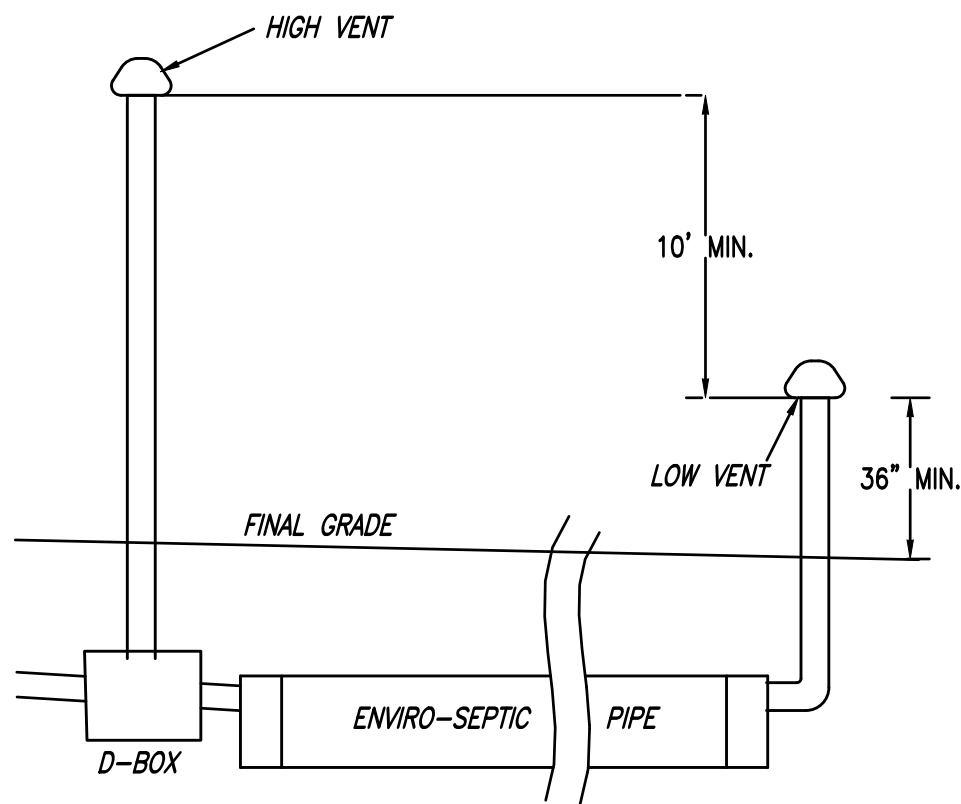 HIGH VENT
10' MIN.
LOW VENT
36" MIN.
FINAL GRADE
ENVIRO-SEPTIC PIPE
D-BOX